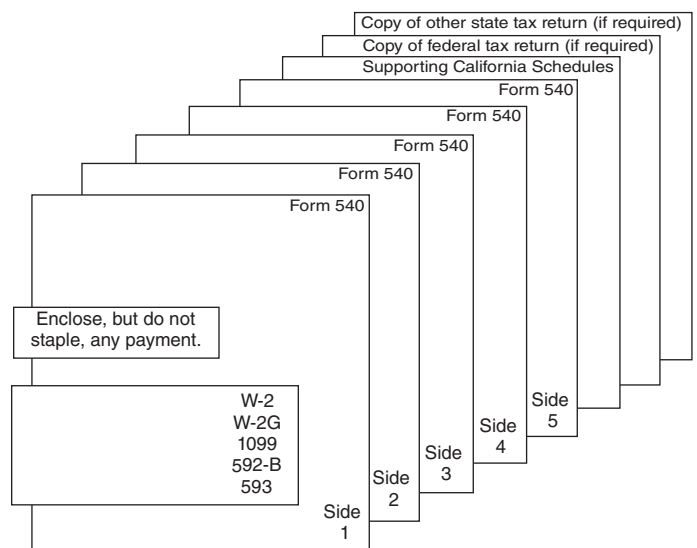 Copy of other state tax return (if required)
Copy of federal tax return (if required)
Supporting California Schedules
Form 540
Form 540
Form 540
Form 540
Form 540
Enclose, but do not
staple, any payment.
W-2
W-2G
1099
592-B
593
Side
1
Side
2
Side
3
Side
4
Side
5